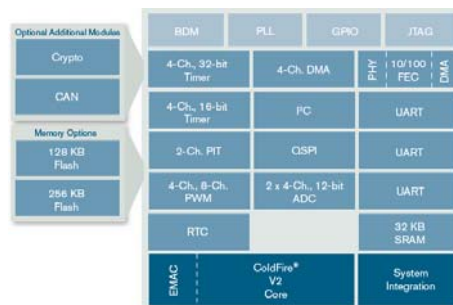 Optional Additional Modules
Crypto
CAN
Memory Options
128 KB
Flash
256 KB
Flash
BDM
PLL
GPIO
JTAG
4-Ch., 32-bit
Timer
4-Ch. DMA
PHY
10/100
FEC
DMA
4-Ch., 16-bit
Timer
I²C
UART
2-Ch. PIT
QSPI
UART
4-Ch., 8-Ch.
PWM
2 x 4-Ch., 12-bit
ADC
UART
RTC
32 KB
SRAM
EMAC
ColdFire®
V2
Core
System
Integration